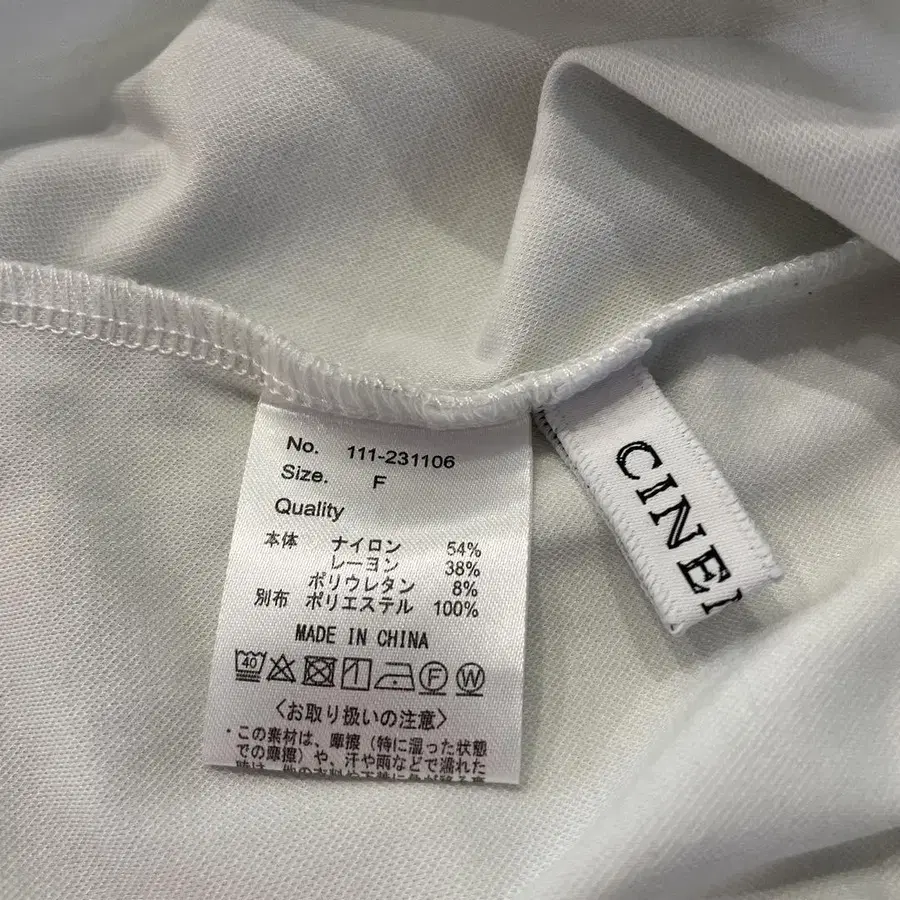 No. 111-231106
Size. F
Quality
本体 ナイロン 54%
レーヨン 38%
ポリウレタン 8%
別布 ポリエステル 100%
MADE IN CHINA
40 F W
〈お取り扱いの注意〉
・この素材は、摩擦（特に湿った状態
での摩擦）や、汗や雨などで濡れた
CINE